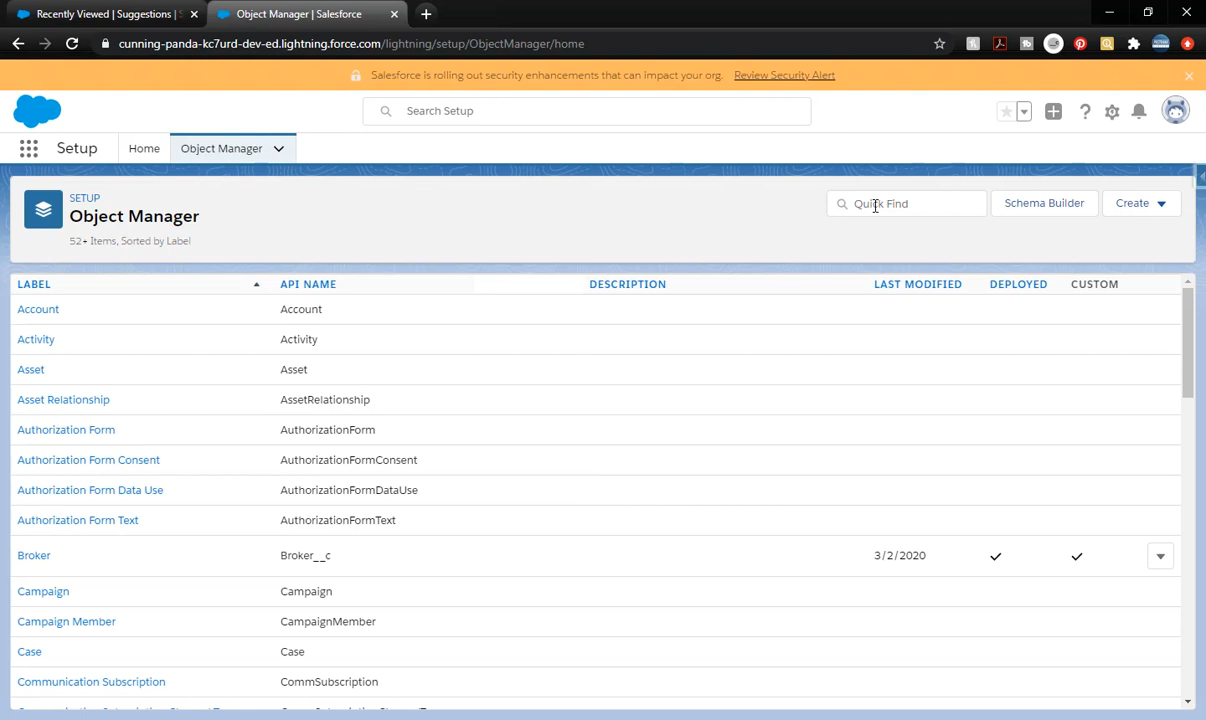 Recently Viewed | Suggestions | S
Object Manager | Salesforce
cunning-panda-kc7urd-dev-ed.lightning.force.com/lightning/setup/ObjectManager/home
Salesforce is rolling out security enhancements that can impact your org. Review Security Alert
Search Setup
Setup Home Object Manager
SETUP
Object Manager
52+ Items, Sorted by Label
Quick Find
Schema Builder
Create
LABEL API NAME DESCRIPTION LAST MODIFIED DEPLOYED CUSTOM
Account Account
Activity Activity
Asset Asset
Asset Relationship AssetRelationship
Authorization Form AuthorizationForm
Authorization Form Consent AuthorizationFormConsent
Authorization Form Data Use AuthorizationFormDataUse
Authorization Form Text AuthorizationFormText
Broker Broker__c 3/2/2020
Campaign Campaign
Campaign Member CampaignMember
Case Case
Communication Subscription CommSubscription